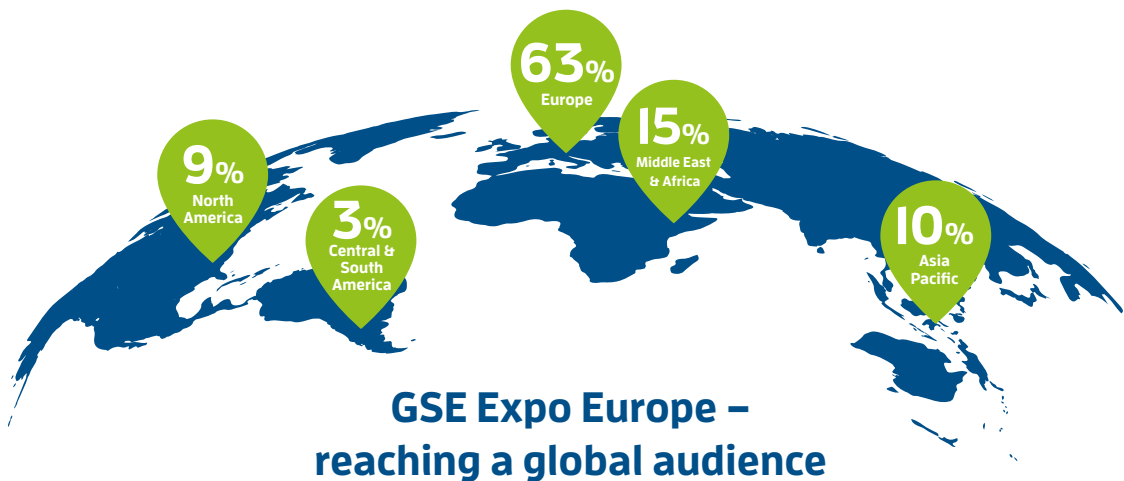 63%
Europe
15%
Middle East
& Africa
9%
North
America
3%
Central &
South
America
10%
Asia
Pacific
GSE Expo Europe –
reaching a global audience